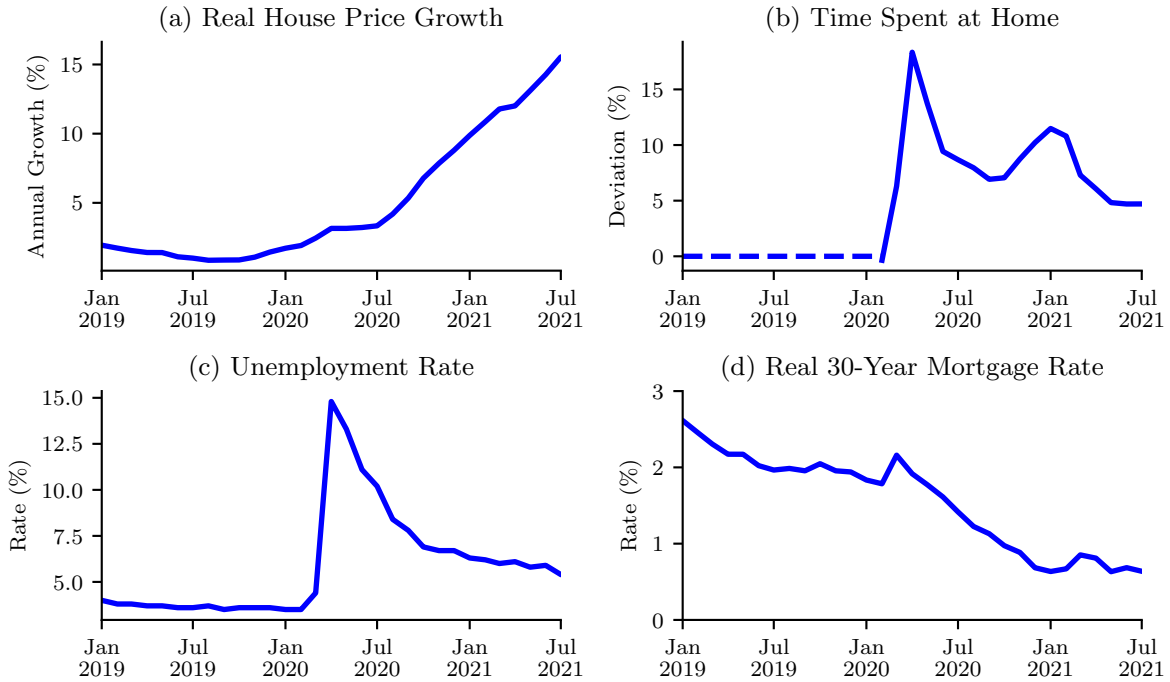 (a) Real House Price Growth
Annual Growth (%)
15
10
5
Jan 2019
Jul 2019
Jan 2020
Jul 2020
Jan 2021
Jul 2021
(b) Time Spent at Home
Deviation (%)
15
10
5
0
Jan 2019
Jul 2019
Jan 2020
Jul 2020
Jan 2021
Jul 2021
(c) Unemployment Rate
Rate (%)
15.0
12.5
10.0
7.5
5.0
Jan 2019
Jul 2019
Jan 2020
Jul 2020
Jan 2021
Jul 2021
(d) Real 30-Year Mortgage Rate
Rate (%)
3
2
1
0
Jan 2019
Jul 2019
Jan 2020
Jul 2020
Jan 2021
Jul 2021